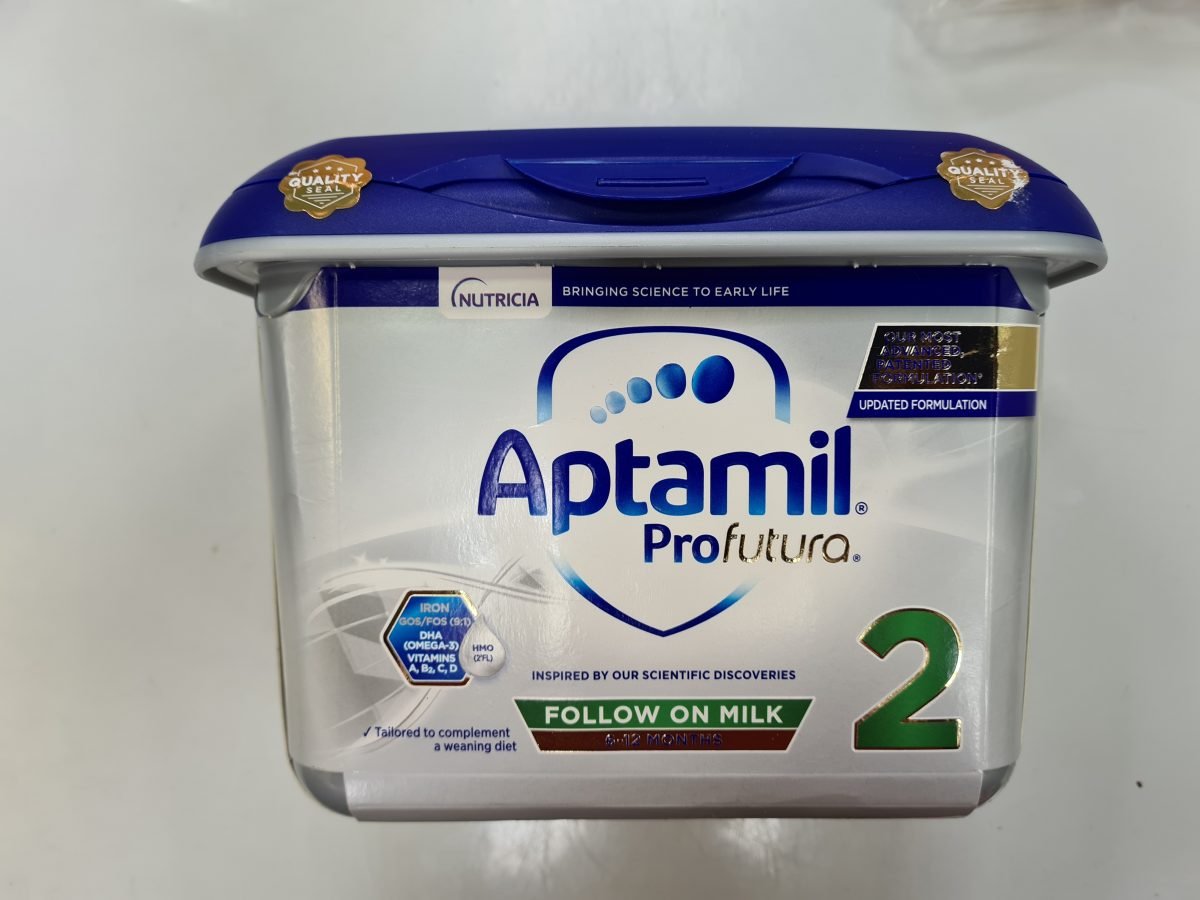 QUALITY
SEAL
QUALITY
SEAL
NUTRICIA
BRINGING SCIENCE TO EARLY LIFE
OUR MOST
ADVANCED,
PATENTED
FORMULATION*
UPDATED FORMULATION
Aptamil®
Profutura®
IRON
GOS/FOS (9:1)
DHA
(OMEGA-3)
VITAMINS
A, B₂, C, D
HMO
(2'FL)
INSPIRED BY OUR SCIENTIFIC DISCOVERIES
FOLLOW ON MILK
6-12 MONTHS
2
✓ Tailored to complement
a weaning diet